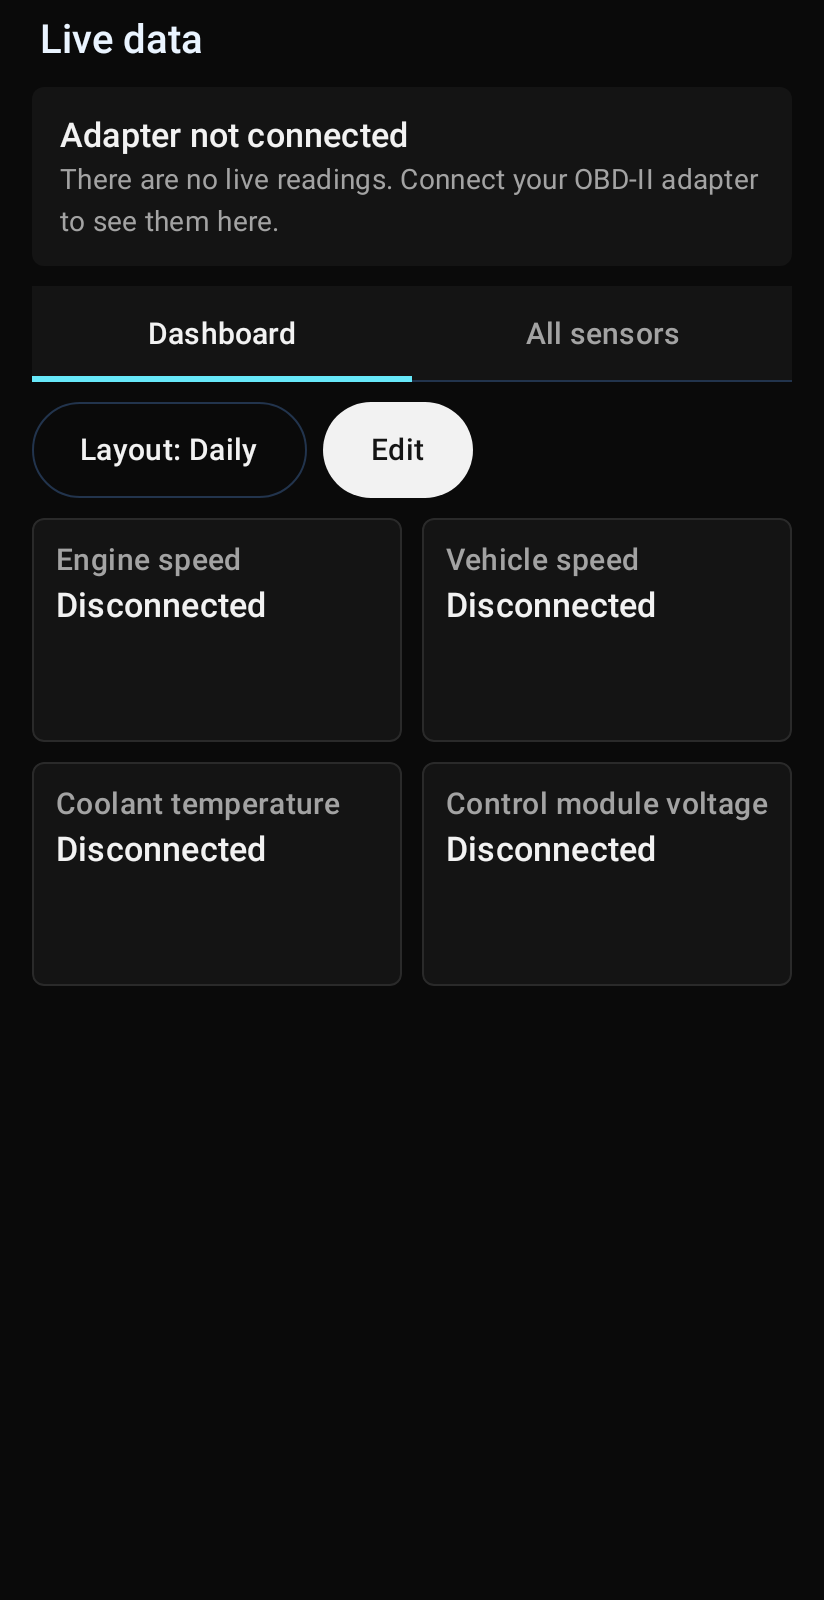 Live data
Adapter not connected
There are no live readings. Connect your OBD-II adapter
to see them here.
Dashboard
All sensors
Layout: Daily
Edit
Engine speed
Disconnected
Vehicle speed
Disconnected
Coolant temperature
Disconnected
Control module voltage
Disconnected